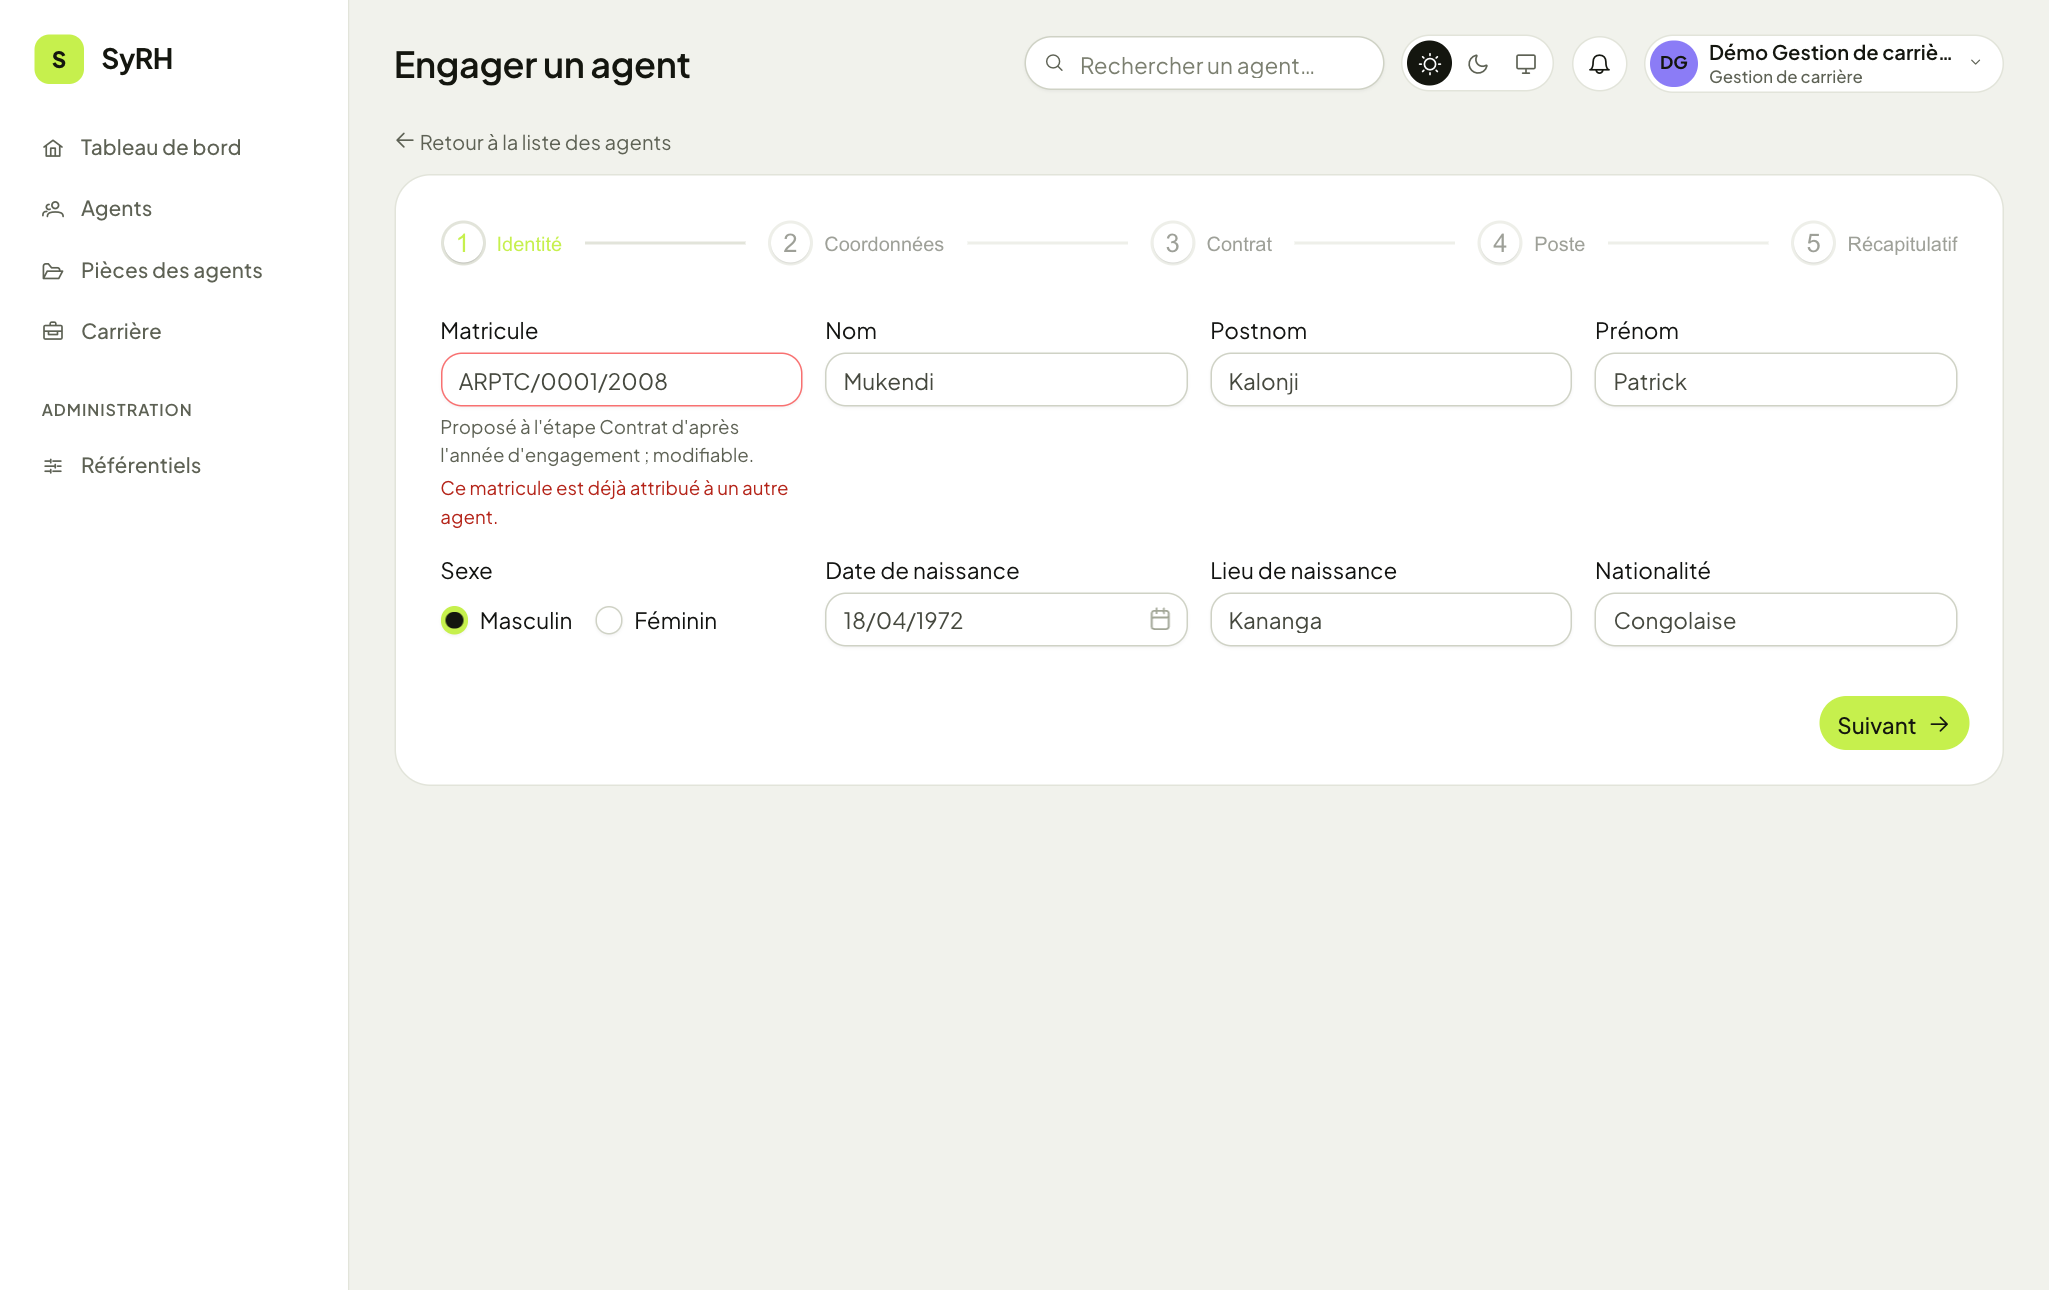 S SyRH
Tableau de bord
Agents
Pièces des agents
Carrière
ADMINISTRATION
Référentiels
Engager un agent
Rechercher un agent...
DG
Démo Gestion de carriè...
Gestion de carrière
Retour à la liste des agents
1 Identité
2 Coordonnées
3 Contrat
4 Poste
5 Récapitulatif
Matricule
ARPTC/0001/2008
Proposé à l'étape Contrat d'après
l'année d'engagement ; modifiable.
Ce matricule est déjà attribué à un autre
agent.
Nom
Mukendi
Postnom
Kalonji
Prénom
Patrick
Sexe
Masculin Féminin
Date de naissance
18/04/1972
Lieu de naissance
Kananga
Nationalité
Congolaise
Suivant